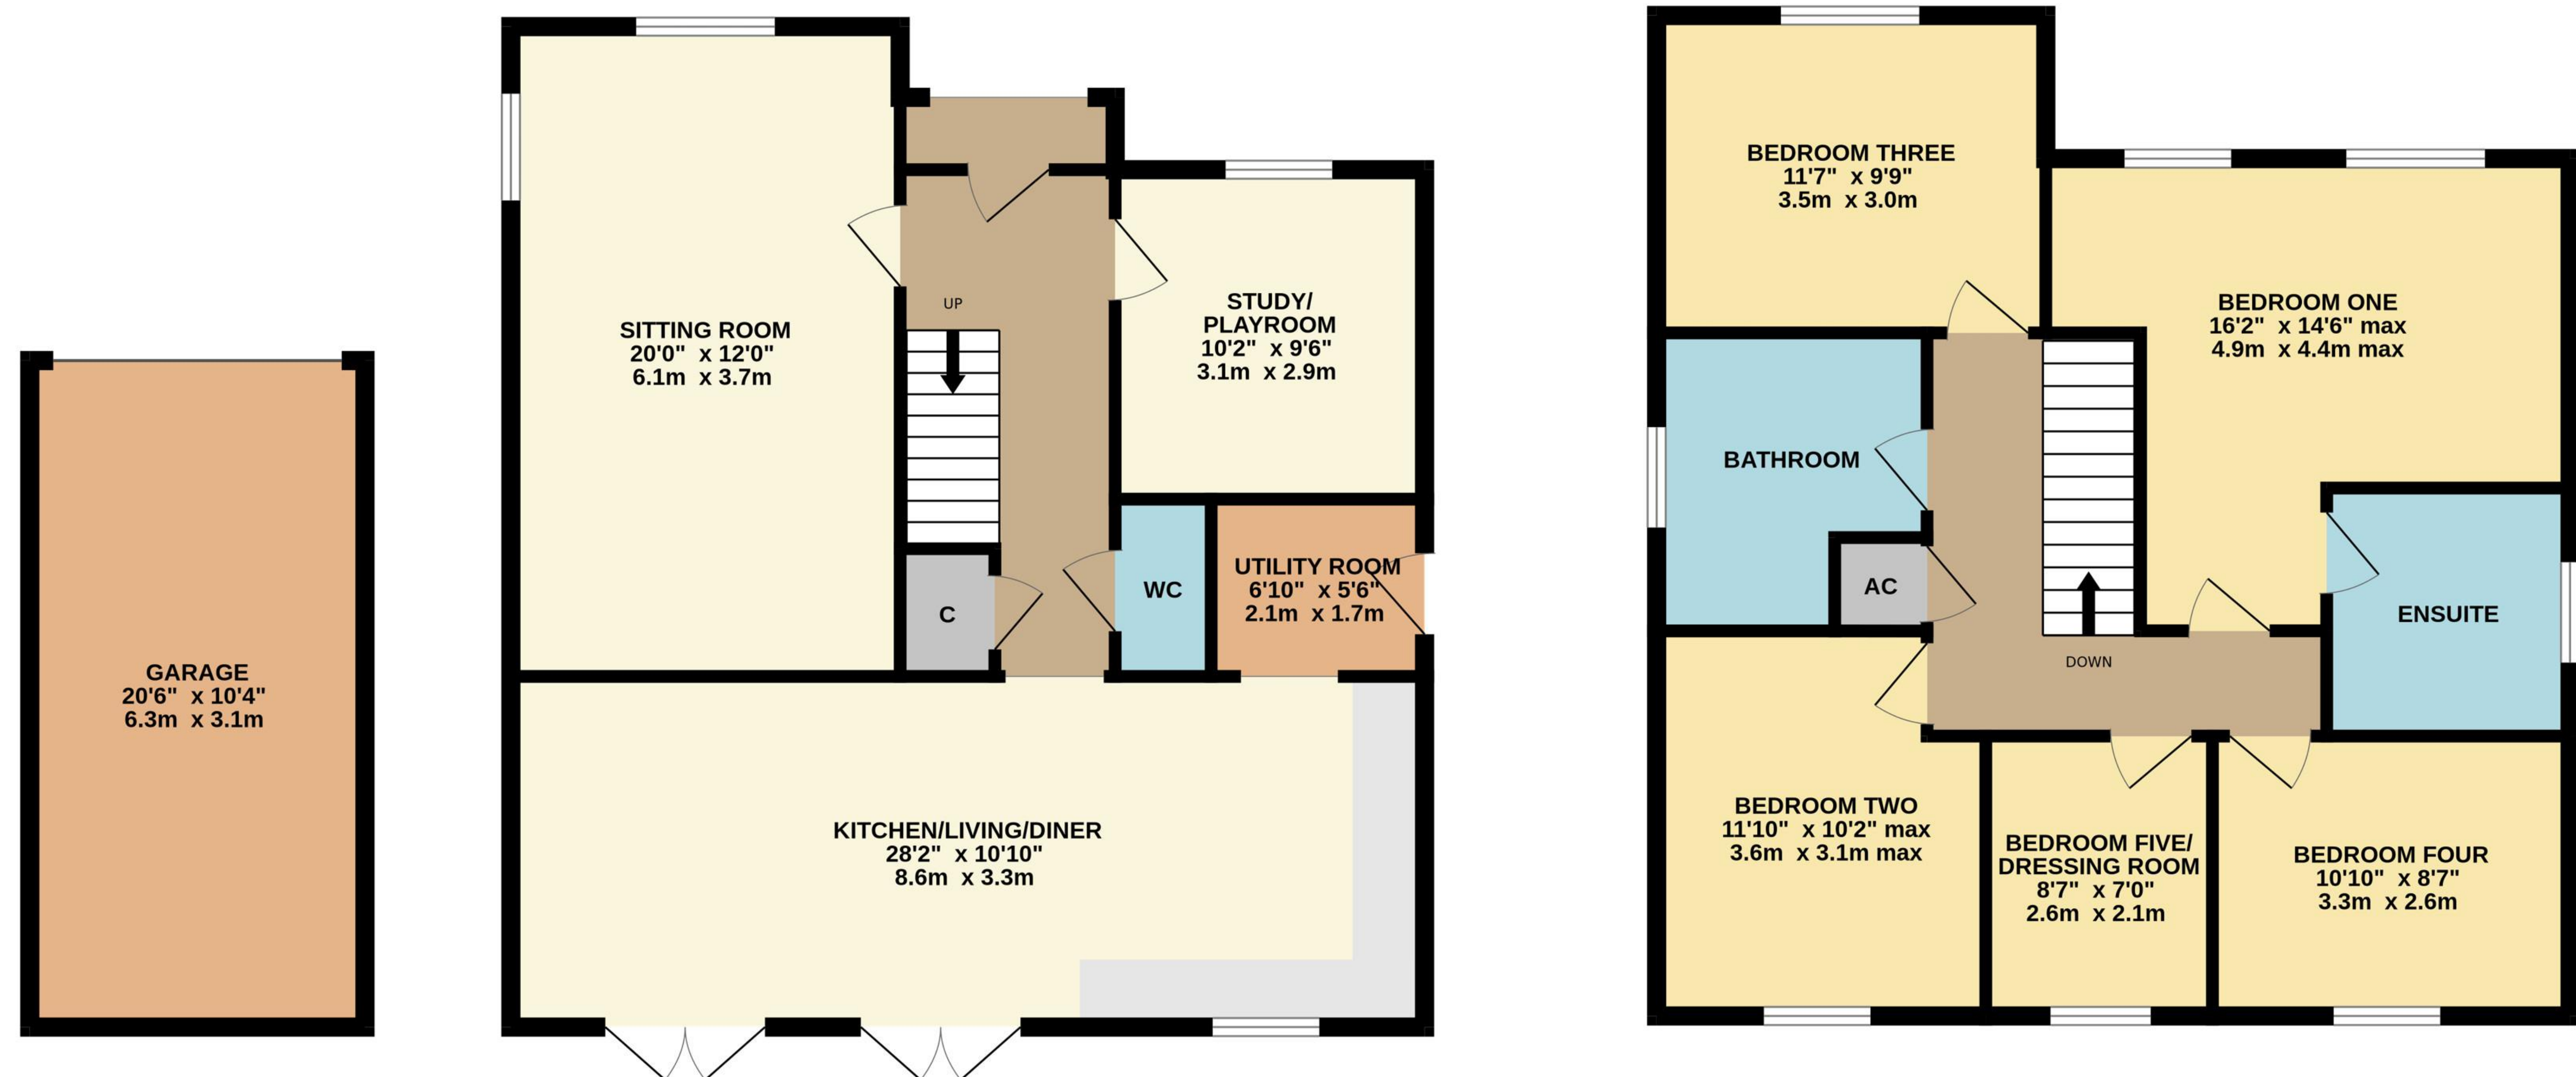 GARAGE
20'6" x 10'4"
6.3m x 3.1m
SITTING ROOM
20'0" x 12'0"
6.1m x 3.7m
UP
STUDY/
PLAYROOM
10'2" x 9'6"
3.1m x 2.9m
C
WC
UTILITY ROOM
6'10" x 5'6"
2.1m x 1.7m
KITCHEN/LIVING/DINER
28'2" x 10'10"
8.6m x 3.3m
BEDROOM THREE
11'7" x 9'9"
3.5m x 3.0m
BEDROOM ONE
16'2" x 14'6" max
4.9m x 4.4m max
BATHROOM
AC
ENSUITE
DOWN
BEDROOM TWO
11'10" x 10'2" max
3.6m x 3.1m max
BEDROOM FIVE/
DRESSING ROOM
8'7" x 7'0"
2.6m x 2.1m
BEDROOM FOUR
10'10" x 8'7"
3.3m x 2.6m